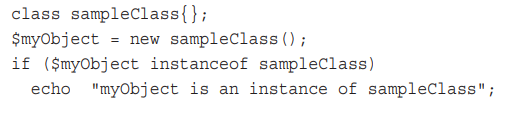 class sampleClass{};
$myObject = new sampleClass();
if ($myObject instanceof sampleClass)
  echo  "myObject is an instance of sampleClass";